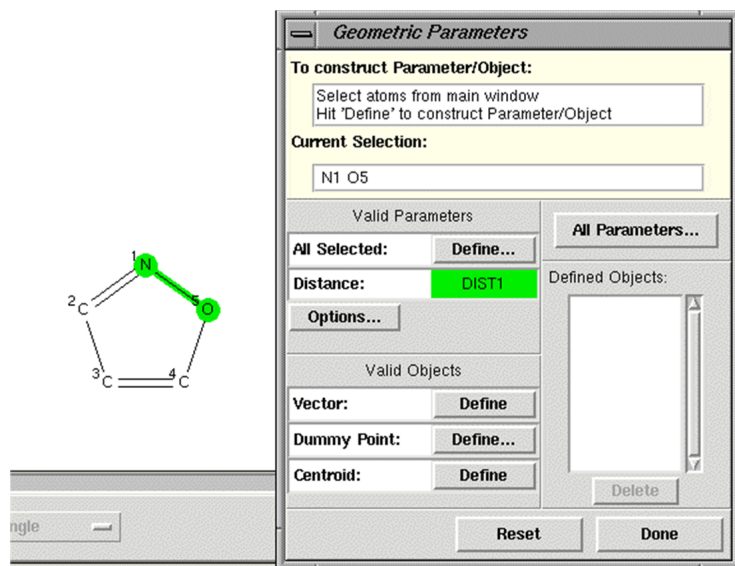 Geometric Parameters
To construct Parameter/Object:
Select atoms from main window
Hit 'Define' to construct Parameter/Object
Current Selection:
N1 O5
Valid Parameters
All Parameters...
All Selected: Define...
Distance: DIST1
Defined Objects:
Options...
Valid Objects
Vector: Define
Dummy Point: Define...
Centroid: Define
Delete
Reset Done
1 N
2 C
5 O
3 C
4 C
ngle